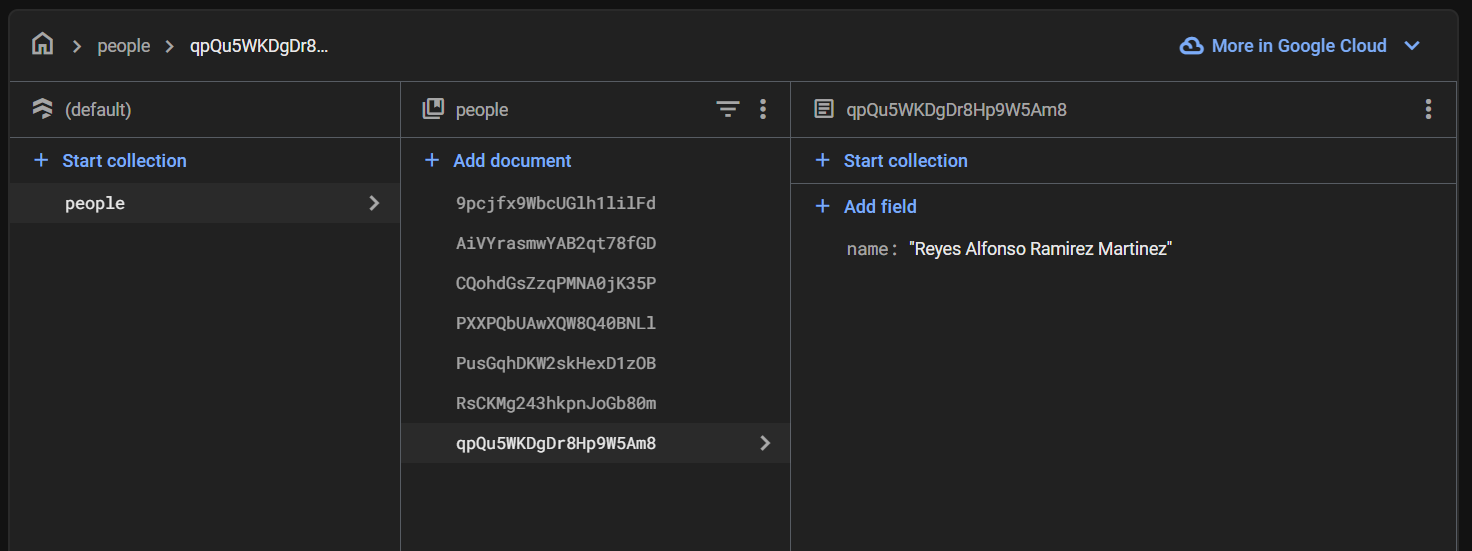 people
qpQu5WKDgDr8...
More in Google Cloud
(default)
people
qpQu5WKDgDr8Hp9W5Am8
+ Start collection
+ Add document
+ Start collection
people
+ Add field
9pcjfx9WbcUGlh1lilFd
AiVYrasmwYAB2qt78fGD
CQohdGsZzqPMNA0jK35P
PXXPQbUAwXQW8Q40BNLl
PusGqhDKW2skHexD1zOB
RsCKMg243hkpnJoGb80m
qpQu5WKDgDr8Hp9W5Am8
name: "Reyes Alfonso Ramirez Martinez"